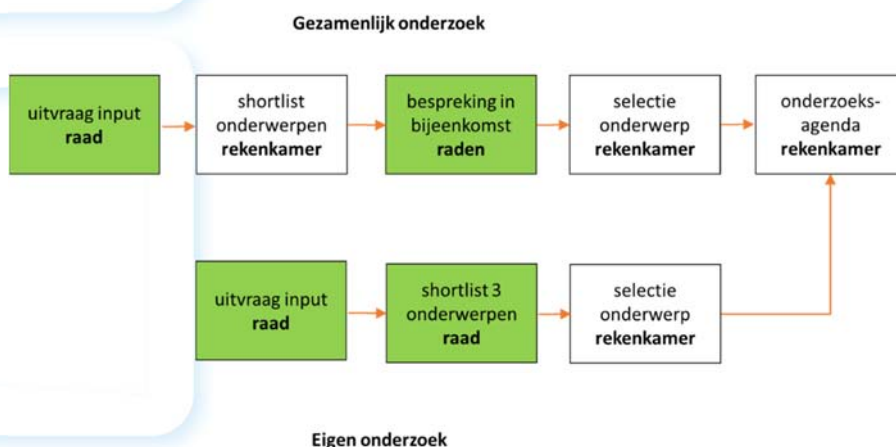 Gezamenlijk onderzoek
uitvraag input
raad
shortlist
onderwerpen
rekenkamer
bespreking in
bijeenkomst
raden
selectie
onderwerp
rekenkamer
onderzoeks-
agenda
rekenkamer
uitvraag input
raad
shortlist 3
onderwerpen
raad
selectie
onderwerp
rekenkamer
Eigen onderzoek